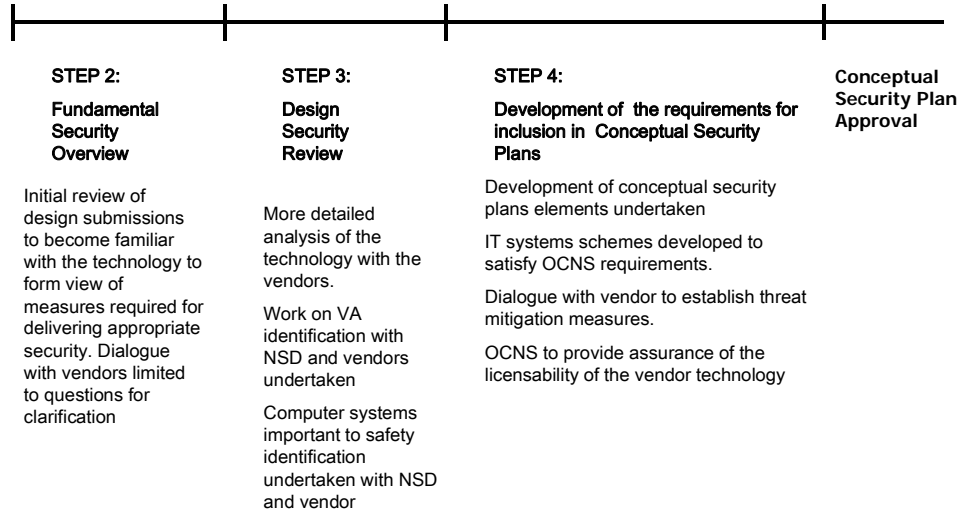 STEP 2:
Fundamental
Security
Overview
Initial review of
design submissions
to become familiar
with the technology to
form view of
measures required for
delivering appropriate
security. Dialogue
with vendors limited
to questions for
clarification
STEP 3:
Design
Security
Review
More detailed
analysis of the
technology with the
vendors.
Work on VA
identification with
NSD and vendors
undertaken
Computer systems
important to safety
identification
undertaken with NSD
and vendor
STEP 4:
Development of the requirements for
inclusion in Conceptual Security
Plans
Development of conceptual security
plans elements undertaken
IT systems schemes developed to
satisfy OCNS requirements.
Dialogue with vendor to establish threat
mitigation measures.
OCNS to provide assurance of the
licensability of the vendor technology
Conceptual
Security Plan
Approval